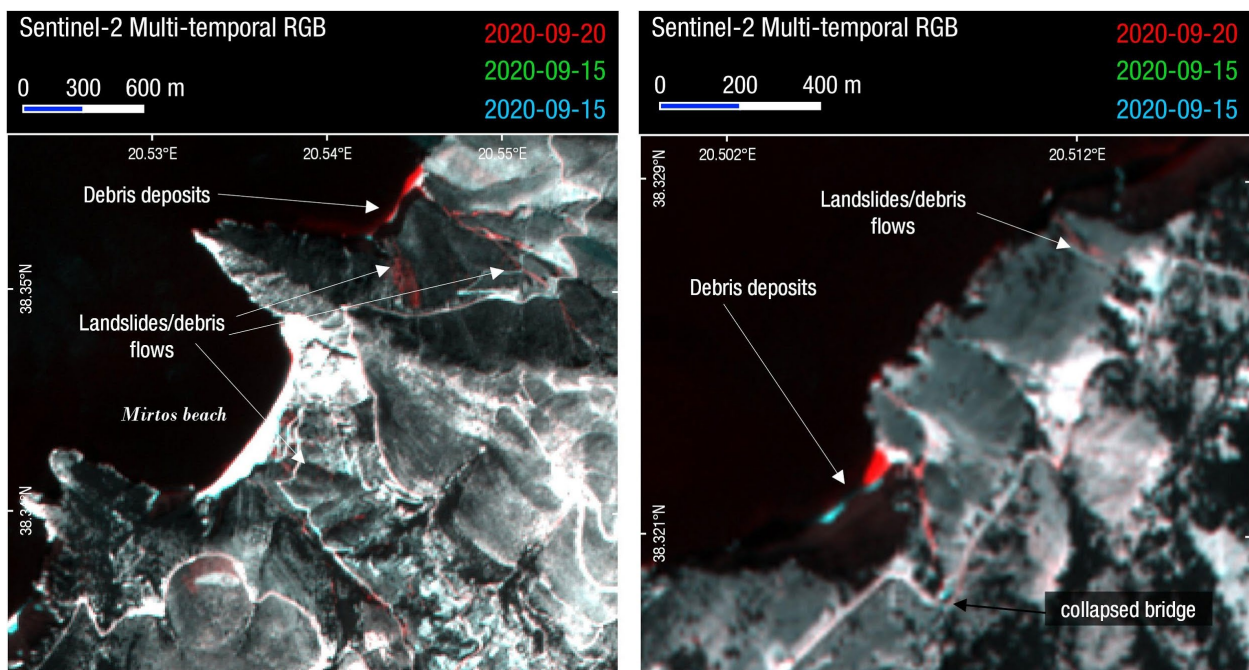 Sentinel-2 Multi-temporal RGB
2020-09-20
2020-09-15
2020-09-15
0 300 600 m
20.53°E 20.54°E 20.55°E
Debris deposits
38.35°N
Landslides/debris
flows
Mirtos beach
Sentinel-2 Multi-temporal RGB
2020-09-20
2020-09-15
2020-09-15
0 200 400 m
20.502°E 20.512°E
38.329°N
Landslides/debris
flows
Debris deposits
38.321°N
collapsed bridge